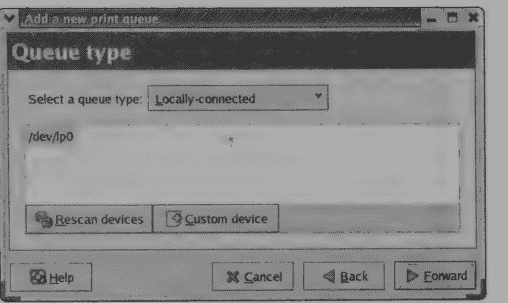 Add a new print queue
Queue type
Select a queue type: Locally-connected
/dev/lp0
Rescan devices Custom device
Help Cancel Back Forward